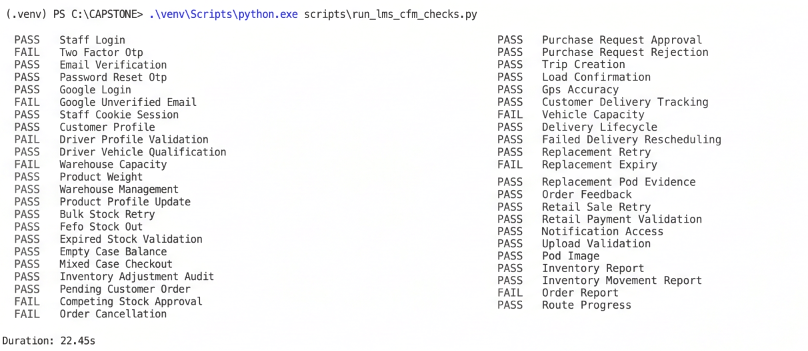 (.venv) PS C:\CAPSTONE> .\venv\Scripts\python.exe scripts\run_lms_cfm_checks.py
PASS Staff Login
FAIL Two Factor Otp
PASS Email Verification
PASS Password Reset Otp
PASS Google Login
FAIL Google Unverified Email
PASS Staff Cookie Session
PASS Customer Profile
PAIL Driver Profile Validation
PASS Driver Vehicle Qualification
FAIL Warehouse Capacity
PASS Product Weight
PASS Warehouse Management
PASS Product Profile Update
PASS Bulk Stock Retry
PASS Fefo Stock Out
PASS Expired Stock Validation
PASS Empty Case Balance
PASS Mixed Case Checkout
PASS Inventory Adjustment Audit
PASS Pending Customer Order
FAIL Competing Stock Approval
FAIL Order Cancellation
PASS Purchase Request Approval
PASS Purchase Request Rejection
PASS Trip Creation
PASS Load Confirmation
PASS Gps Accuracy
PASS Customer Delivery Tracking
FAIL Vehicle Capacity
PASS Delivery Lifecycle
PASS Failed Delivery Rescheduling
PASS Replacement Retry
FAIL Replacement Expiry
PASS Replacement Pod Evidence
PASS Order Feedback
PASS Retail Sale Retry
PASS Retail Payment Validation
PASS Notification Access
PASS Upload Validation
PASS Pod Image
PASS Inventory Report
PASS Inventory Movement Report
FAIL Order Report
PASS Route Progress
Duration: 22.45s